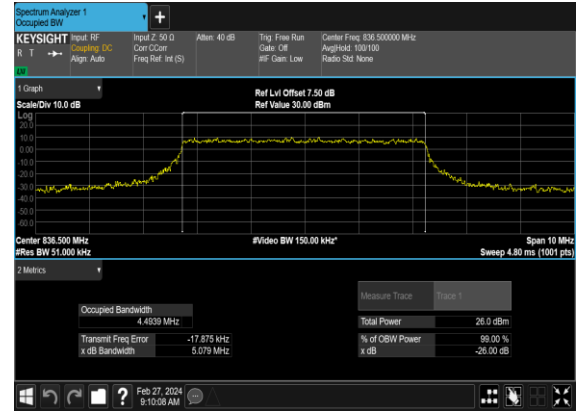 Spectrum Analyzer 1
Occupied BW
KEYSIGHT Input: RF Input Z: 50 Ω Atten: 40 dB Trig: Free Run Center Freq: 836.500000 MHz
R T Coupling: DC Corr CCorr Gate: Off Avg|Hold: 100/100
Align: Auto Freq Ref: Int (S) #IF Gain: Low Radio Std: None
1 Graph
Ref Lvl Offset 7.50 dB
Scale/Div 10.0 dB Ref Value 30.00 dBm
Log
20.0
10.0
0.00
-10.0
-20.0
-30.0
-40.0
-50.0
-60.0
Center 836.500 MHz #Video BW 150.00 kHz* Span 10 MHz
#Res BW 51.000 kHz Sweep 4.80 ms (1001 pts)
2 Metrics
Measure Trace Trace 1
Occupied Bandwidth
4.4939 MHz
Total Power 26.0 dBm
Transmit Freq Error -17.875 kHz % of OBW Power 99.00 %
x dB Bandwidth 5.079 MHz x dB -26.00 dB
Feb 27, 2024
9:10:08 AM